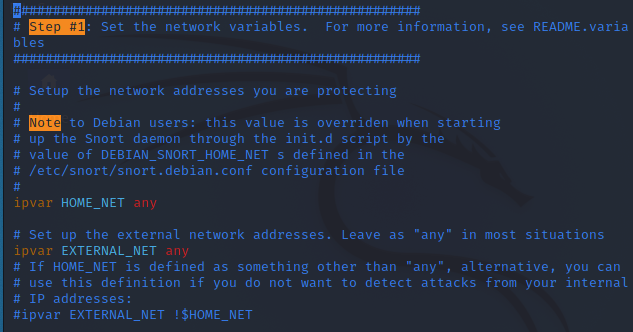 ###################################################
# Step #1: Set the network variables.  For more information, see README.varia
bles
###################################################

# Setup the network addresses you are protecting
#
# Note to Debian users: this value is overriden when starting
# up the Snort daemon through the init.d script by the
# value of DEBIAN_SNORT_HOME_NET s defined in the
# /etc/snort/snort.debian.conf configuration file
#
ipvar HOME_NET any

# Set up the external network addresses. Leave as "any" in most situations
ipvar EXTERNAL_NET any
# If HOME_NET is defined as something other than "any", alternative, you can
# use this definition if you do not want to detect attacks from your internal
# IP addresses:
#ipvar EXTERNAL_NET !$HOME_NET